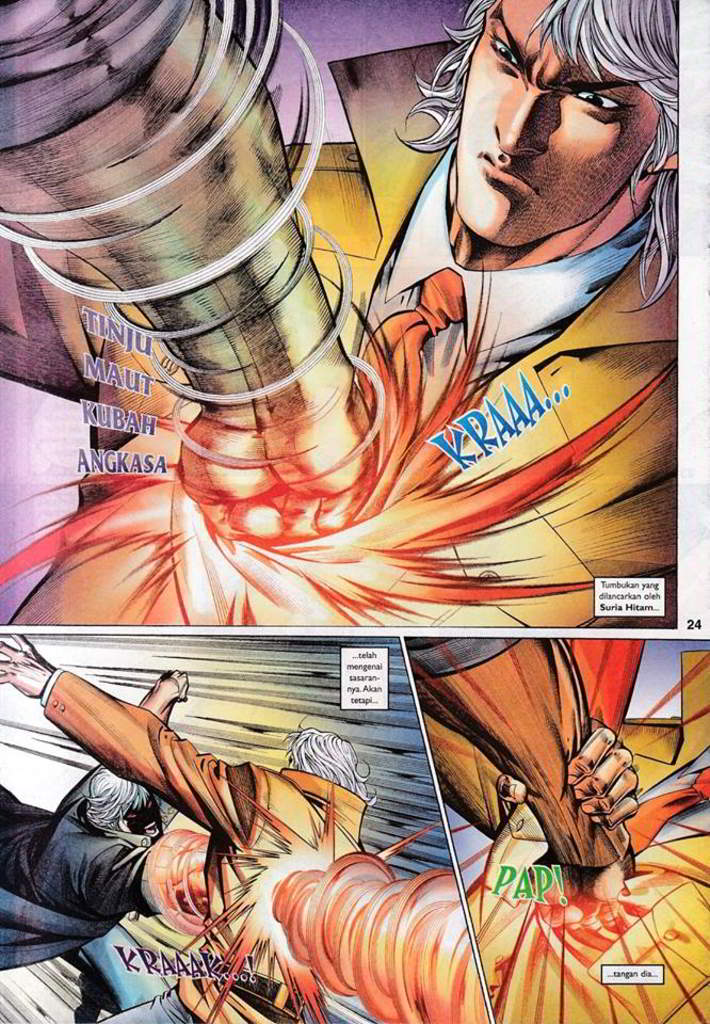 TINJU
MAUT
KUBAH
ANGKASA
KRAAA...
Tumbukan yang
dilancarkan oleh
Suria Hitam...
24
...telah
mengenai
sasaran-
nya. Akan
tetapi...
KRAAAK...!
PAP!
...tangan dia...